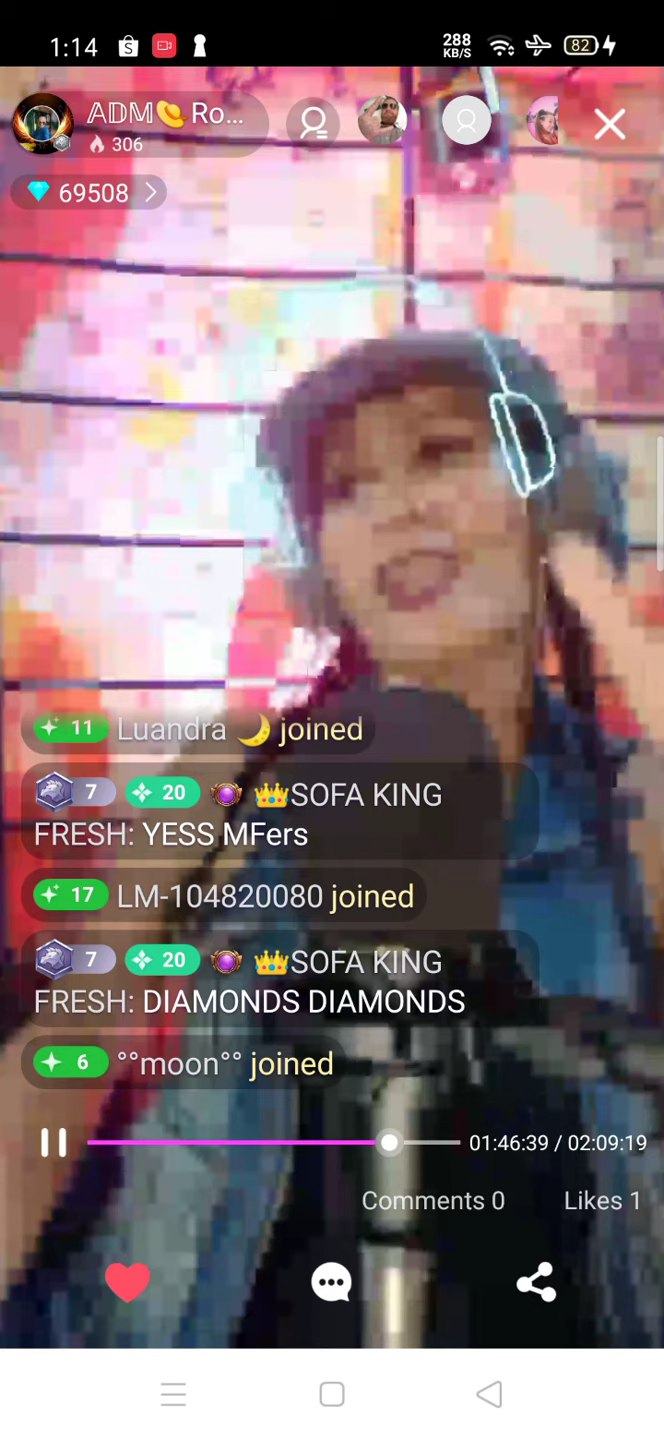 1:14
288
KB/S
82
𝔸𝔻𝕄👒Ro...
306
69508
11 Luandra 🌙 joined
7 20 👑SOFA KING
FRESH: YESS MFers
17 LM-104820080 joined
7 20 👑SOFA KING
FRESH: DIAMONDS DIAMONDS
6 °°moon°° joined
01:46:39 / 02:09:19
Comments 0 Likes 1